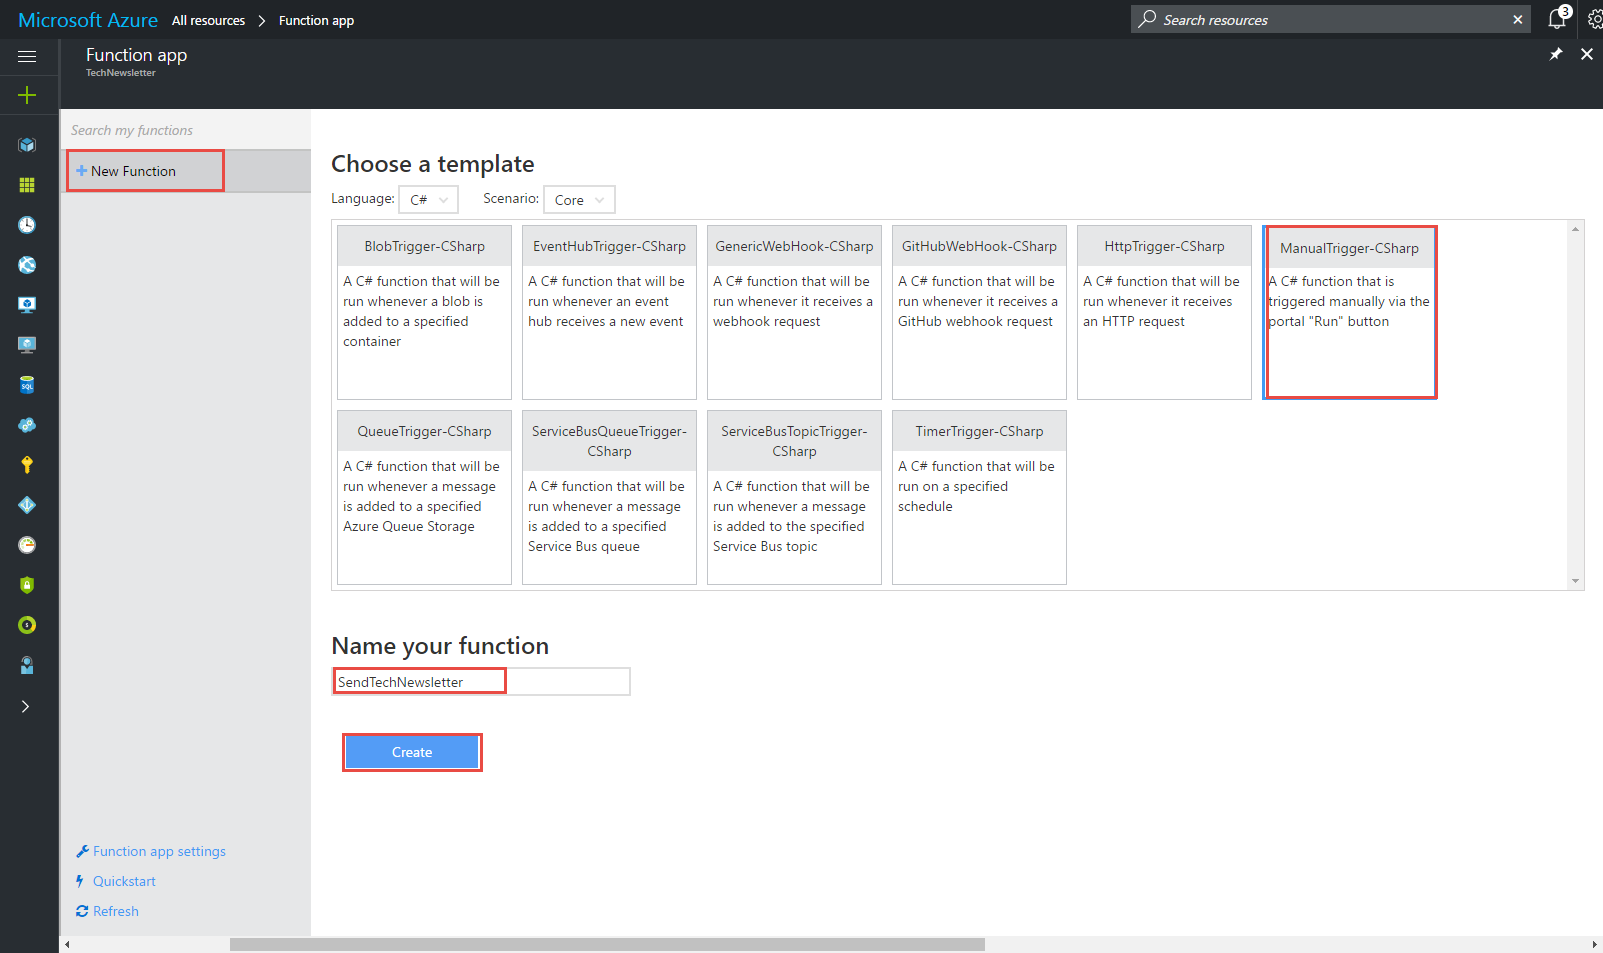 Microsoft Azure All resources > Function app
Search resources
3
Function app
TechNewsletter
Search my functions
New Function
Choose a template
Language: C# Scenario: Core
BlobTrigger-CSharp
A C# function that will be
run whenever a blob is
added to a specified
container
EventHubTrigger-CSharp
A C# function that will be
run whenever an event
hub receives a new event
GenericWebHook-CSharp
A C# function that will be
run whenever it receives a
webhook request
GitHubWebHook-CSharp
A C# function that will be
run whenever it receives a
GitHub webhook request
HttpTrigger-CSharp
A C# function that will be
run whenever it receives
an HTTP request
ManualTrigger-CSharp
A C# function that is
triggered manually via the
portal "Run" button
QueueTrigger-CSharp
A C# function that will be
run whenever a message
is added to a specified
Azure Queue Storage
ServiceBusQueueTrigger-
CSharp
A C# function that will be
run whenever a message
is added to a specified
Service Bus queue
ServiceBusTopicTrigger-
CSharp
A C# function that will be
run whenever a message
is added to the specified
Service Bus topic
TimerTrigger-CSharp
A C# function that will be
run on a specified
schedule
Name your function
SendTechNewsletter
Create
Function app settings
Quickstart
Refresh
SQL